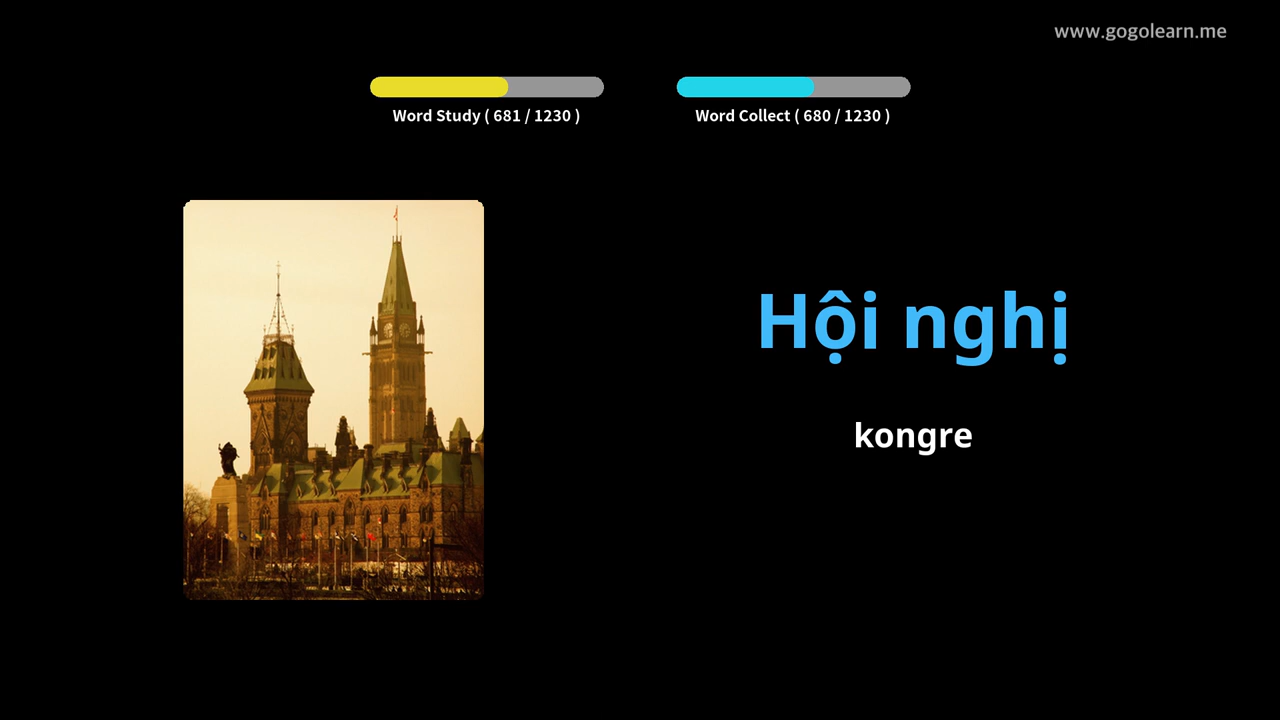 www.gogolearn.me
Word Study ( 681 / 1230 )
Word Collect ( 680 / 1230 )
Hội nghị
kongre